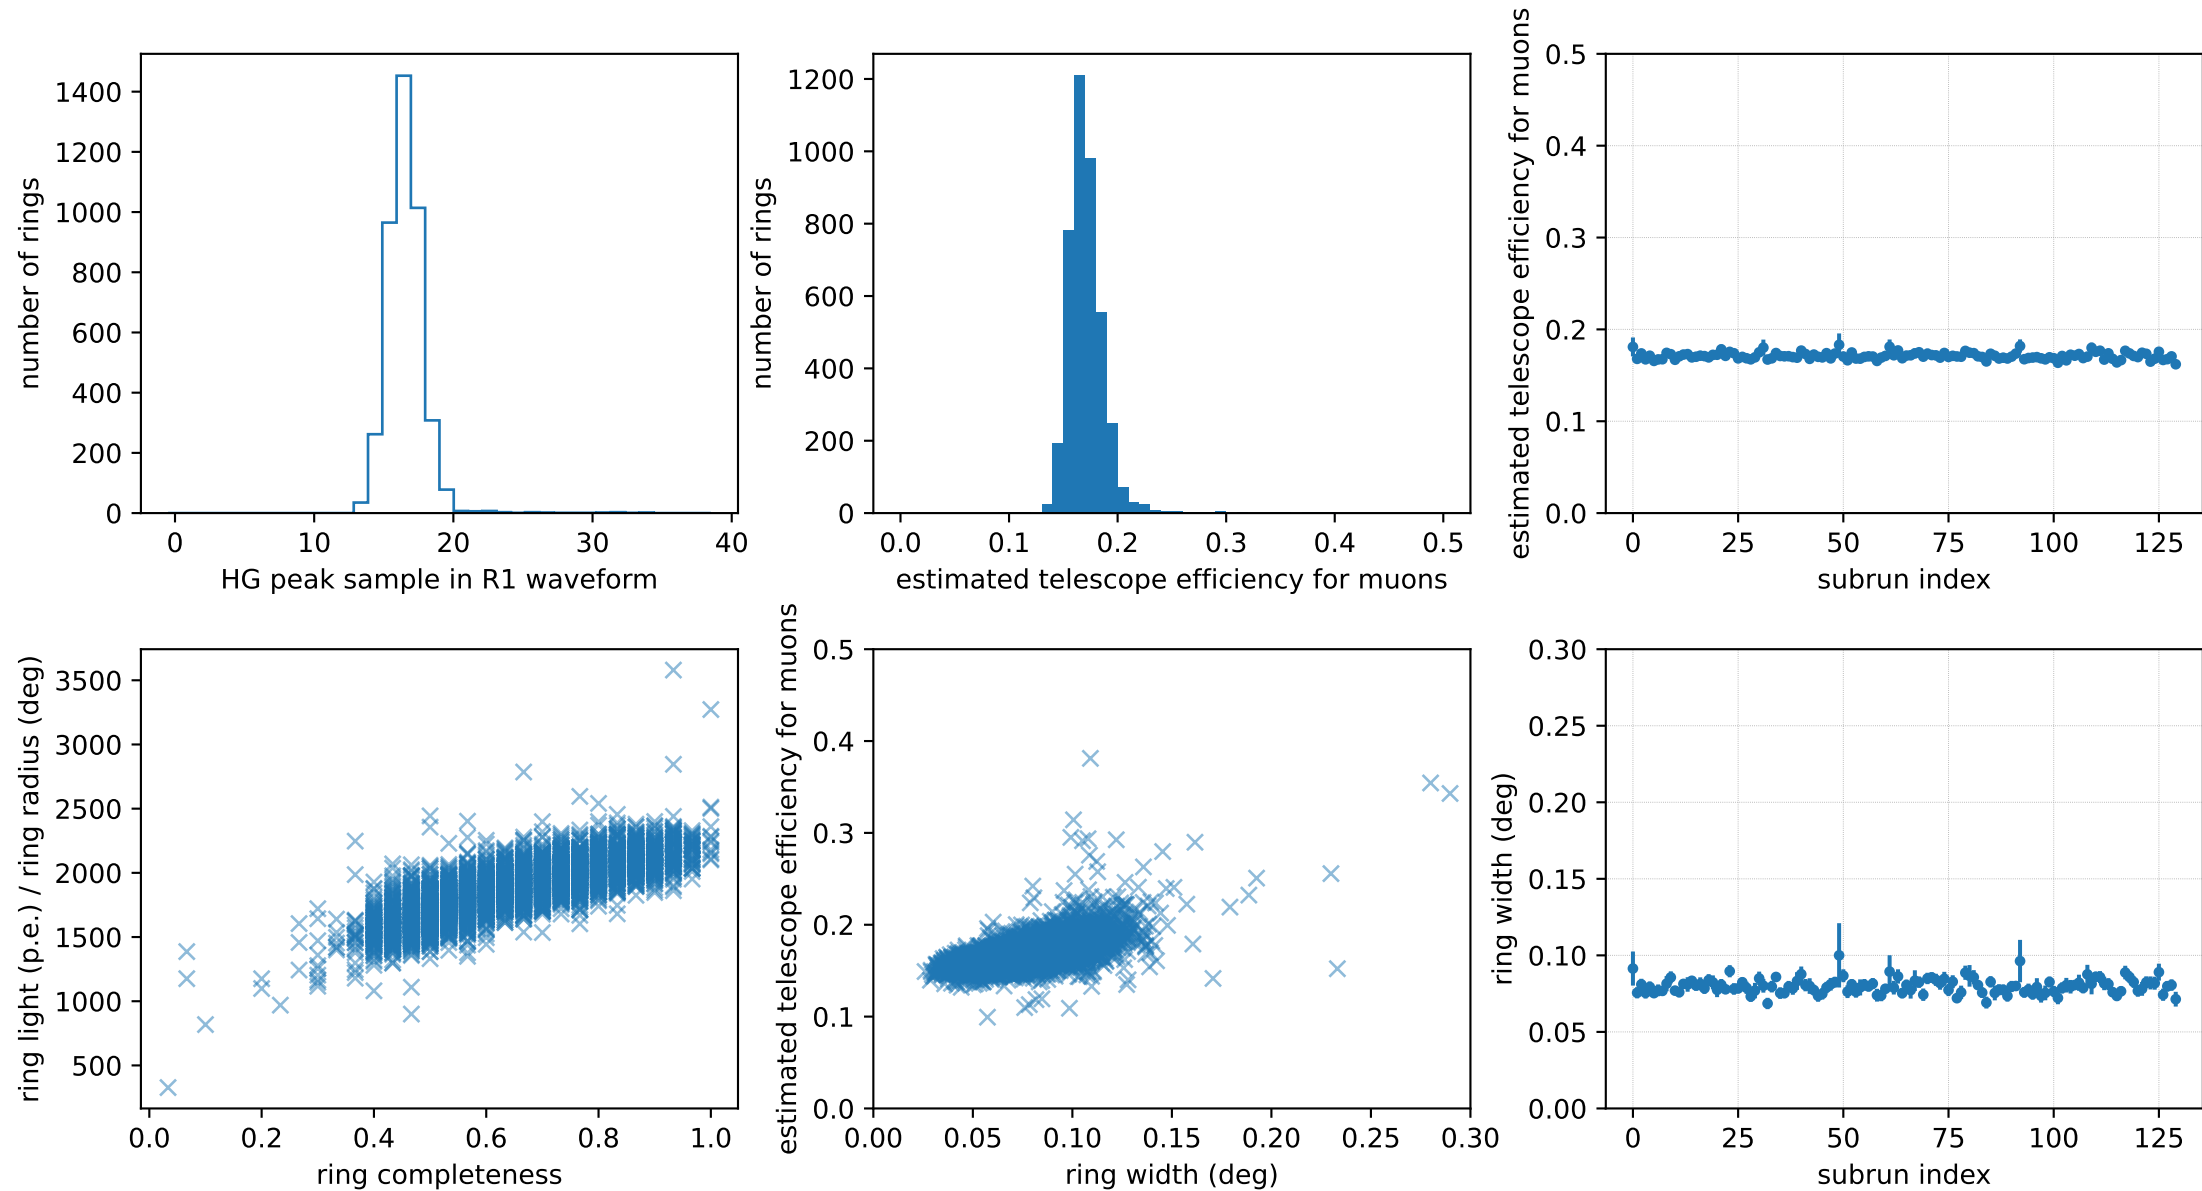 number of rings
1400
1200
1000
800
600
400
200
0
0 10 20 30 40
HG peak sample in R1 waveform
number of rings
1200
1000
800
600
400
200
0
0.0 0.1 0.2 0.3 0.4 0.5
estimated telescope efficiency for muons
estimated telescope efficiency for muons
0.5
0.4
0.3
0.2
0.1
0.0
0 25 50 75 100 125
subrun index
ring light (p.e.) / ring radius (deg)
3500
3000
2500
2000
1500
1000
500
0.0 0.2 0.4 0.6 0.8 1.0
ring completeness
estimated telescope efficiency for muons
0.5
0.4
0.3
0.2
0.1
0.0
0.00 0.05 0.10 0.15 0.20 0.25 0.30
ring width (deg)
ring width (deg)
0.30
0.25
0.20
0.15
0.10
0.05
0.00
0 25 50 75 100 125
subrun index